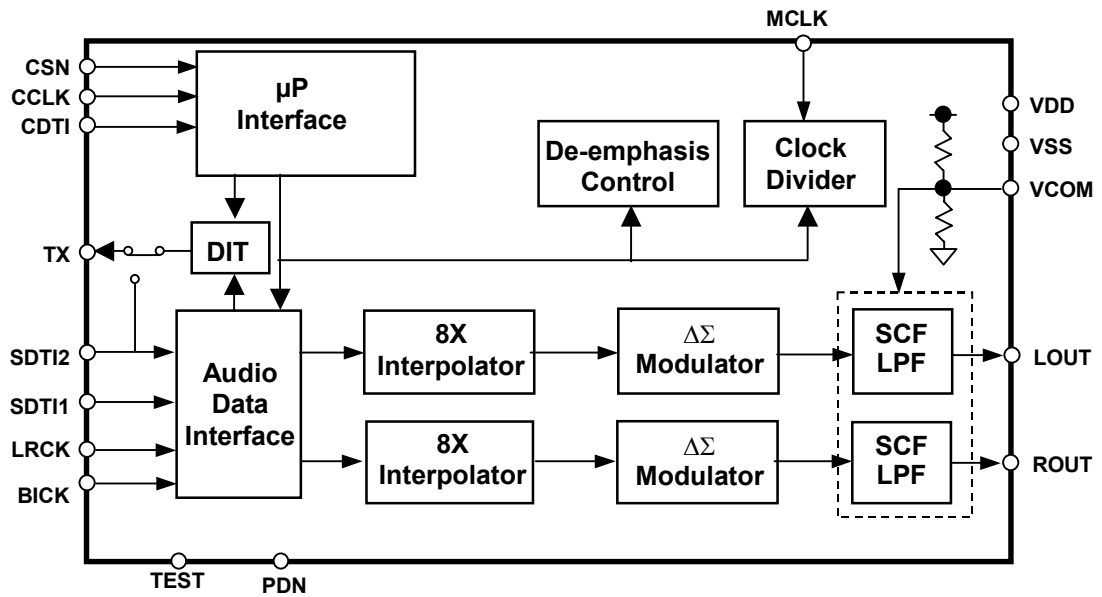 MCLK
CSN
CCLK
CDTI
µP
Interface
De-emphasis
Control
Clock
Divider
VDD
VSS
VCOM
TX
DIT
SDTI2
SDTI1
LRCK
BICK
Audio
Data
Interface
8X
Interpolator
ΔΣ
Modulator
SCF
LPF
LOUT
8X
Interpolator
ΔΣ
Modulator
SCF
LPF
ROUT
TEST
PDN